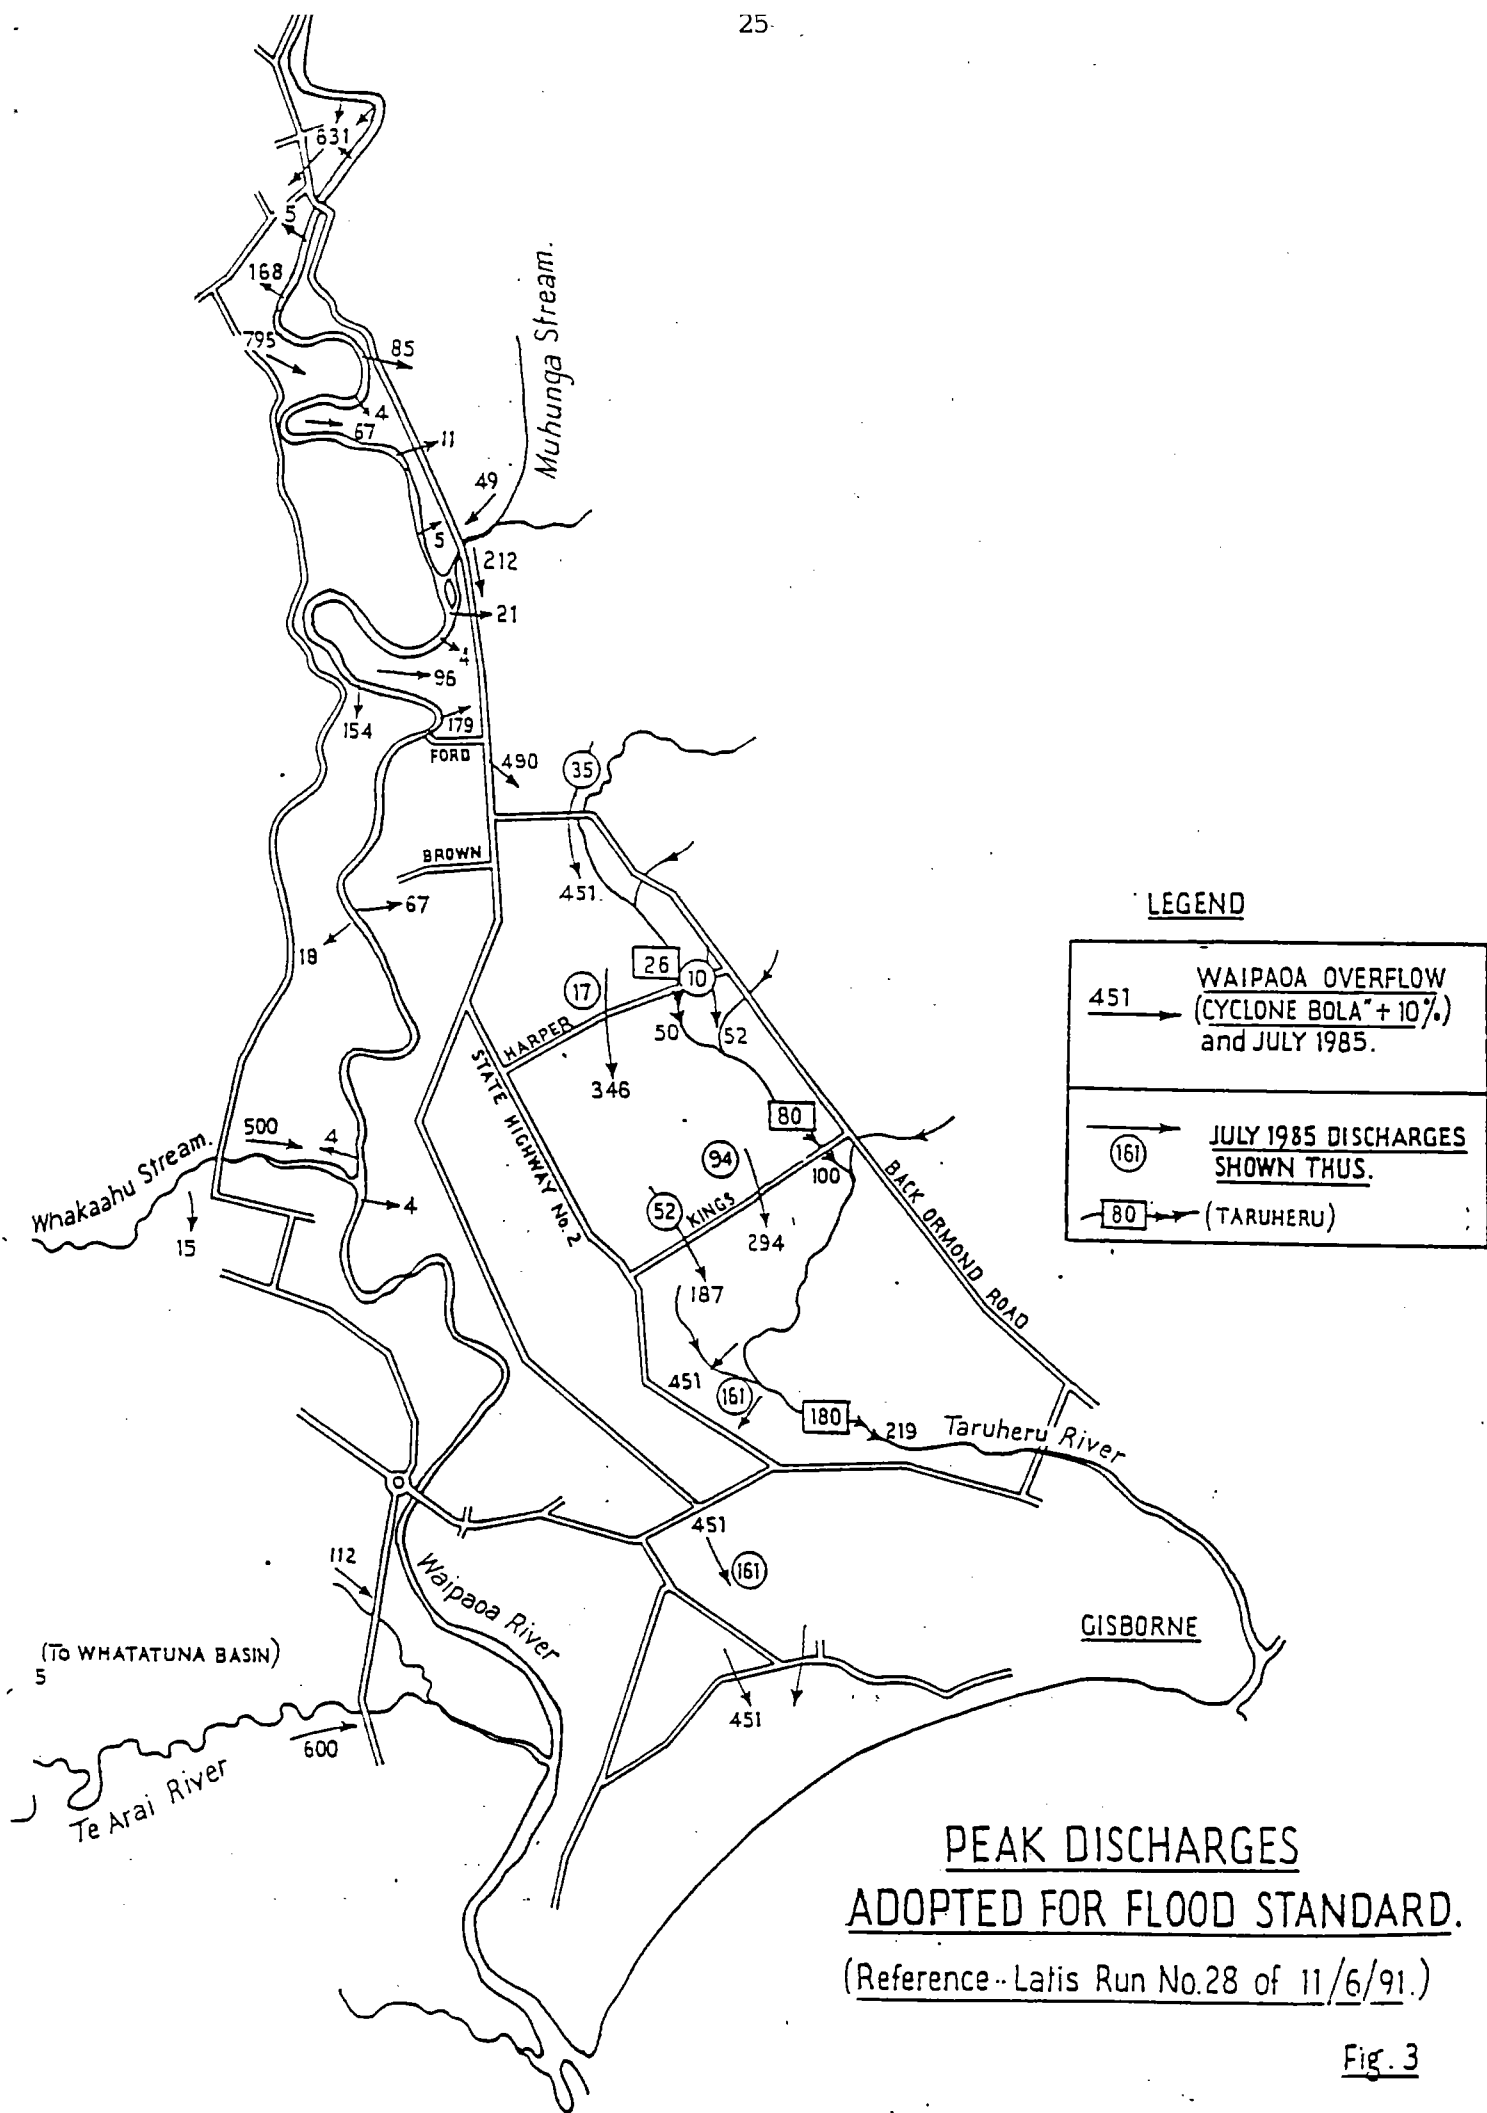 25
631
5
168
795
85
4
67
11
Muhunga Stream.
49
5
212
21
4
96
154
179
FORD
490
35
BROWN
451
67
18
26
10
17
HARPER
50
52
346
STATE HIGHWAY No. 2
80
500
4
Whakaahu Stream.
94
100
BACK ORMOND ROAD
52
KINGS
4
294
15
187
451
161
180
219
Taruheru River
451
161
112
Waipaoa River
GISBORNE
(TO WHATATUNA BASIN)
5
451
600
Te Arai River
LEGEND
451
WAIPAOA OVERFLOW
(CYCLONE BOLA" + 10%)
and JULY 1985.
161
JULY 1985 DISCHARGES
SHOWN THUS.
80
(TARUHERU)
PEAK DISCHARGES
ADOPTED FOR FLOOD STANDARD.
(Reference -- Latis Run No.28 of 11/6/91.)
Fig. 3